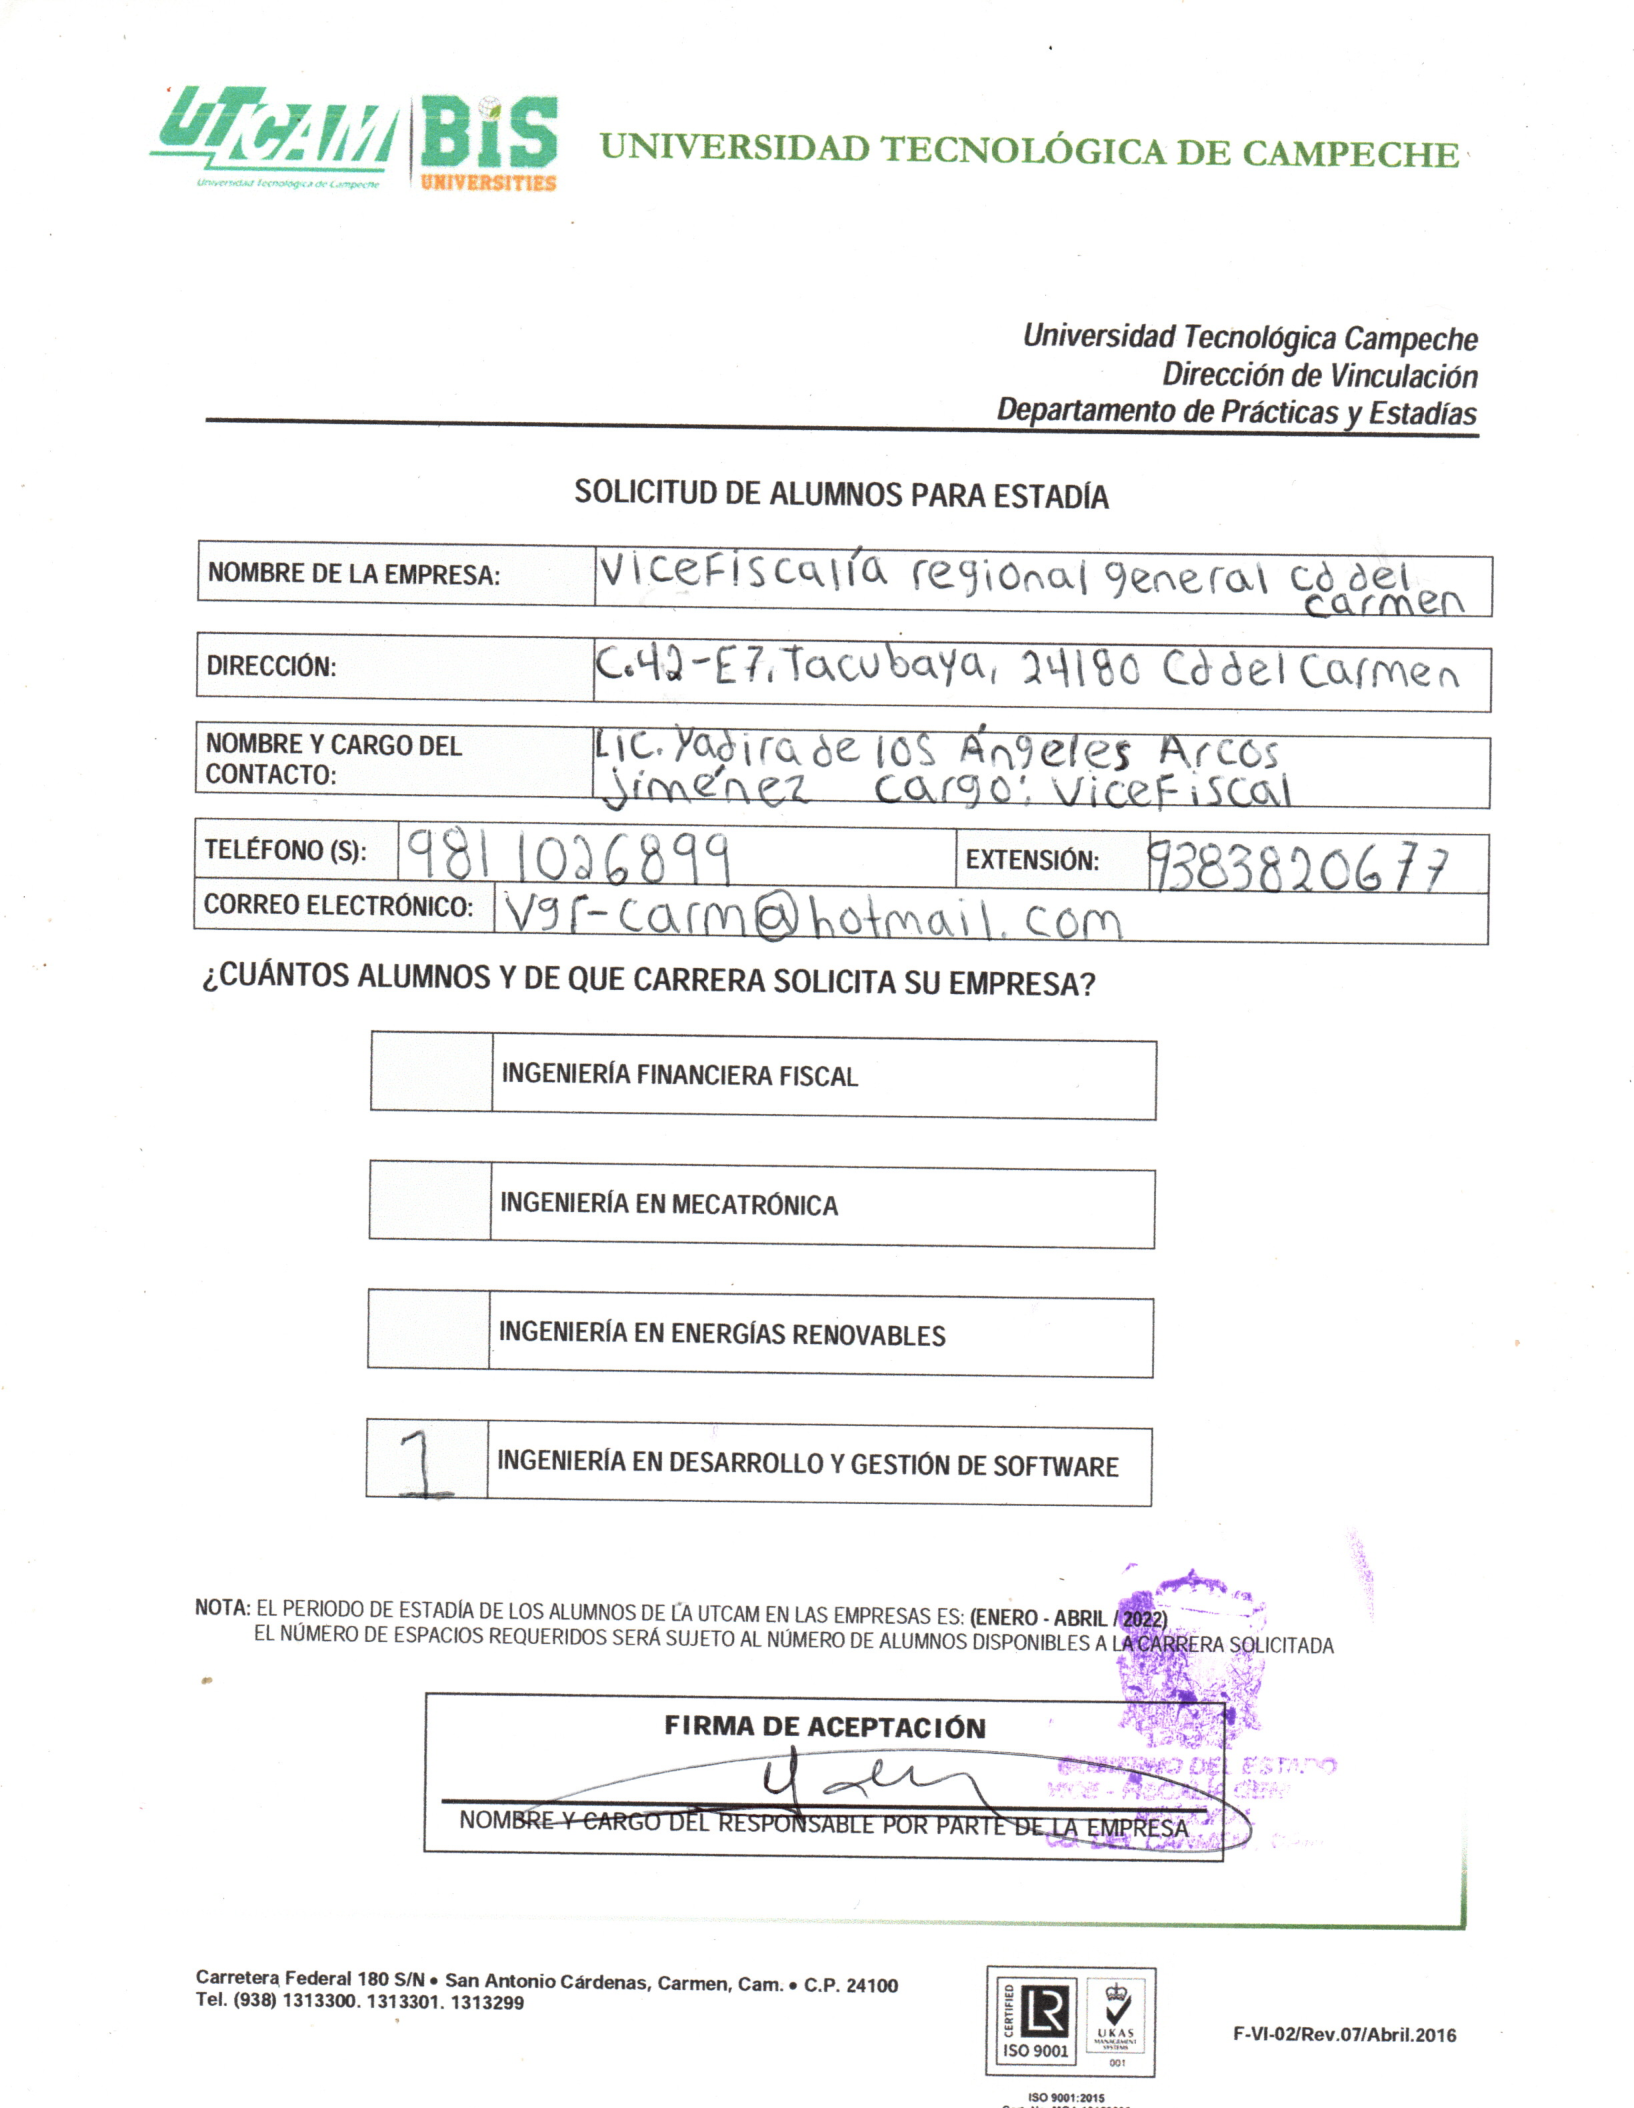 UTCAM BiS UNIVERSIDAD TECNOLÓGICA DE CAMPECHE
Universidad Tecnológica de Campeche UNIVERSITIES
Universidad Tecnológica Campeche
Dirección de Vinculación
Departamento de Prácticas y Estadías
SOLICITUD DE ALUMNOS PARA ESTADÍA
NOMBRE DE LA EMPRESA: ViceFiscalía regional general Cd del
carmen
DIRECCIÓN: C.42-E7, Tacubaya, 24180 Cd del Carmen
NOMBRE Y CARGO DEL Lic. Yadira de los Ángeles Arcos
CONTACTO: Jiménez cargo: ViceFiscal
TELÉFONO (S): 981 1026899 EXTENSIÓN: 9383820677
CORREO ELECTRÓNICO: vgr-carm@hotmail.com
¿CUÁNTOS ALUMNOS Y DE QUE CARRERA SOLICITA SU EMPRESA?
INGENIERÍA FINANCIERA FISCAL
INGENIERÍA EN MECATRÓNICA
INGENIERÍA EN ENERGÍAS RENOVABLES
1 INGENIERÍA EN DESARROLLO Y GESTIÓN DE SOFTWARE
NOTA: EL PERIODO DE ESTADÍA DE LOS ALUMNOS DE LA UTCAM EN LAS EMPRESAS ES: (ENERO - ABRIL / 2022)
EL NÚMERO DE ESPACIOS REQUERIDOS SERÁ SUJETO AL NÚMERO DE ALUMNOS DISPONIBLES A LA CARRERA SOLICITADA
FIRMA DE ACEPTACIÓN
DEL ESTADO
NOMBRE Y CARGO DEL RESPONSABLE POR PARTE DE LA EMPRESA
Carretera Federal 180 S/N • San Antonio Cárdenas, Carmen, Cam. • C.P. 24100
Tel. (938) 1313300. 1313301. 1313299
CERTIFIED
LR
ISO 9001
UKAS
MANAGEMENT
SYSTEMS
001
F-VI-02/Rev.07/Abril.2016
ISO 9001:2015